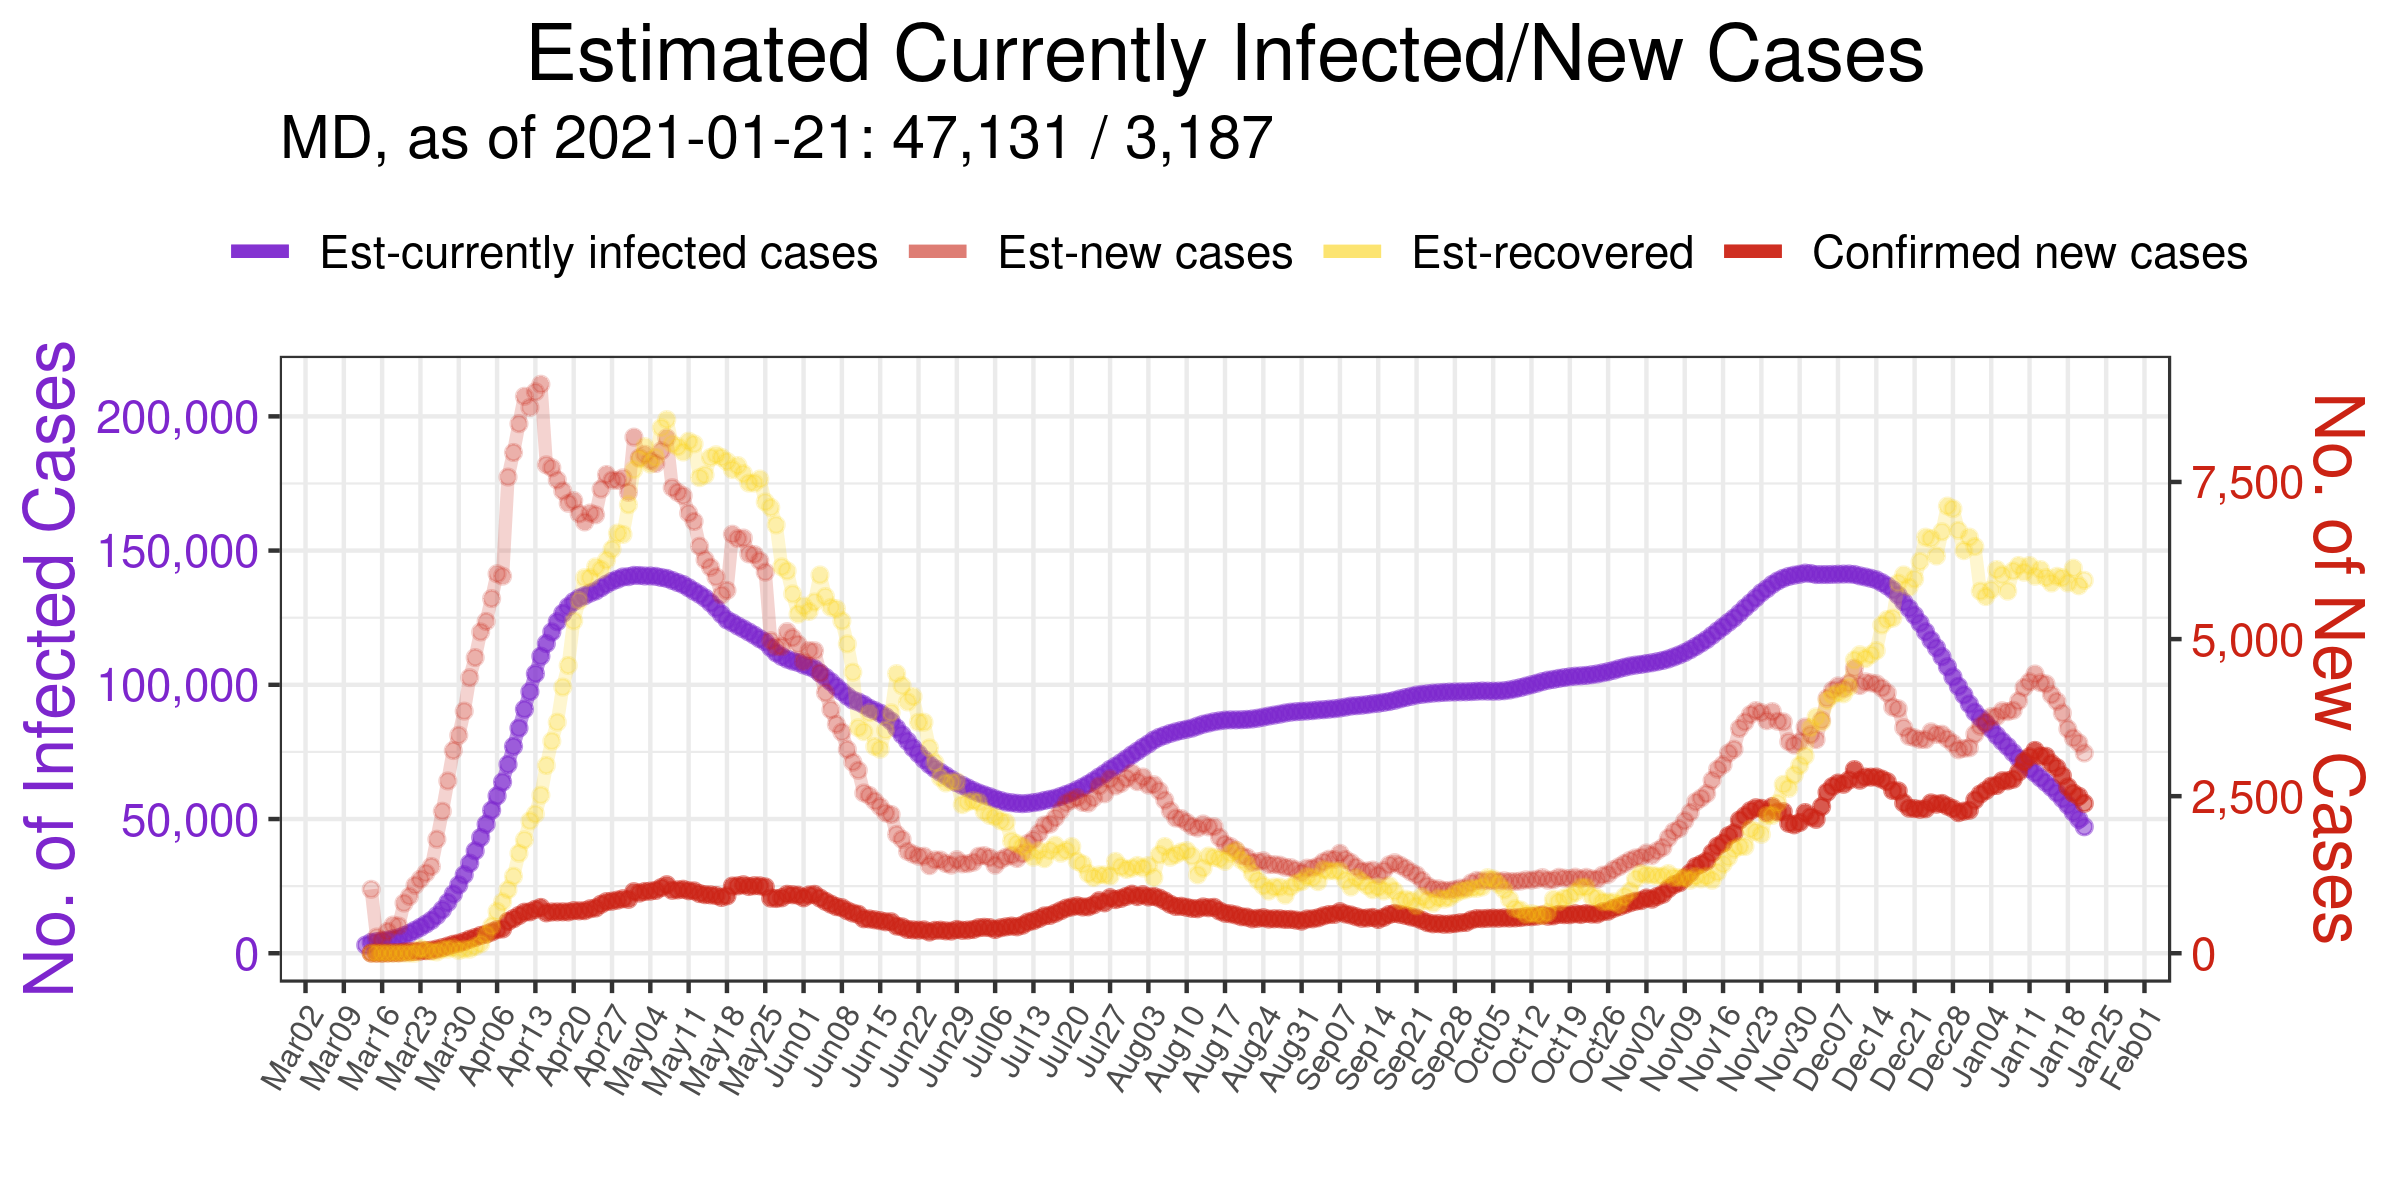 Estimated Currently Infected/New Cases
MD, as of 2021-01-21: 47,131 / 3,187
Est-currently infected cases
Est-new cases
Est-recovered
Confirmed new cases
No. of Infected Cases
200,000
150,000
100,000
50,000
0
No. of New Cases
7,500
5,000
2,500
0
Mar02
Mar09
Mar16
Mar23
Mar30
Apr06
Apr13
Apr20
Apr27
May04
May11
May18
May25
Jun01
Jun08
Jun15
Jun22
Jun29
Jul06
Jul13
Jul20
Jul27
Aug03
Aug10
Aug17
Aug24
Aug31
Sep07
Sep14
Sep21
Sep28
Oct05
Oct12
Oct19
Oct26
Nov02
Nov09
Nov16
Nov23
Nov30
Dec07
Dec14
Dec21
Dec28
Jan04
Jan11
Jan18
Jan25
Feb01